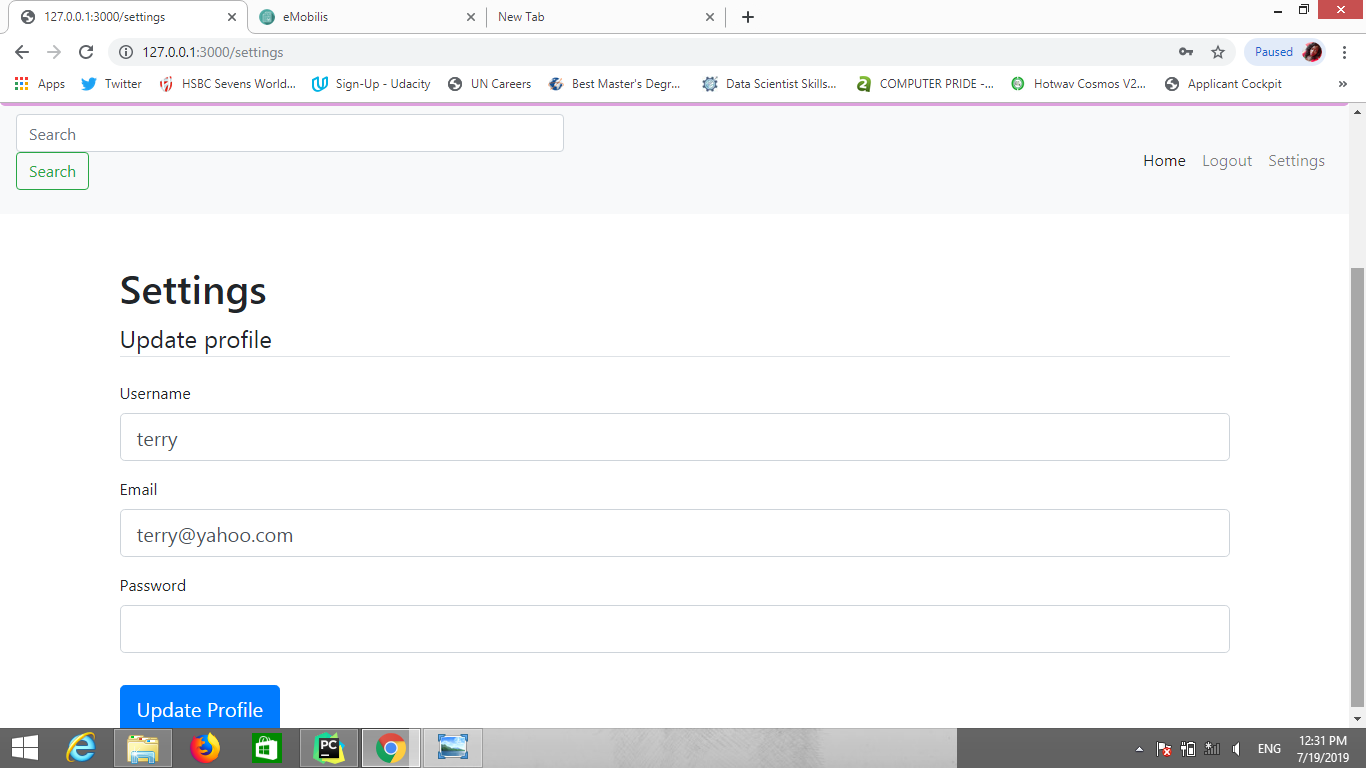 127.0.0.1:3000/settings
eMobilis
New Tab
127.0.0.1:3000/settings
Paused
Apps
Twitter
HSBC Sevens World...
Sign-Up - Udacity
UN Careers
Best Master's Degr...
Data Scientist Skills...
COMPUTER PRIDE -...
Hotwav Cosmos V2...
Applicant Cockpit
Search
Search
Home Logout Settings
Settings
Update profile
Username
terry
Email
terry@yahoo.com
Password
Update Profile
PC
ENG
12:31 PM
7/19/2019